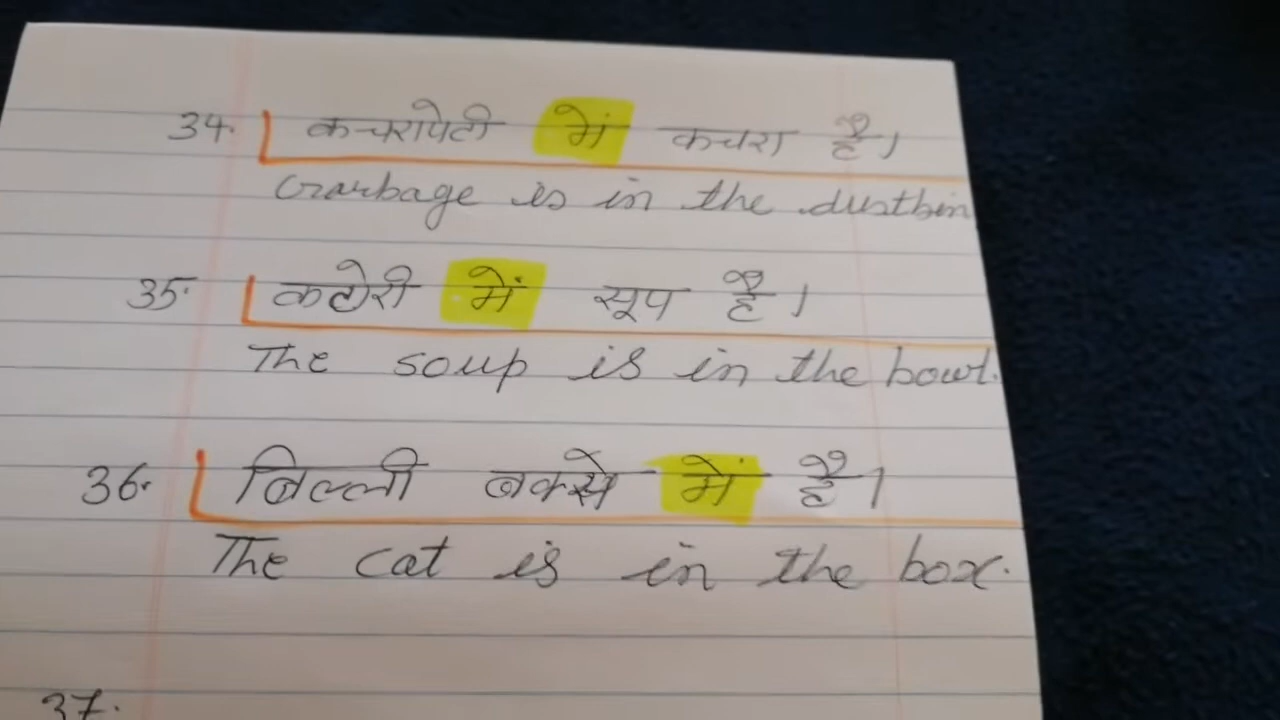 34. कचरापेटी में कचरा है।
Garbage is in the dustbin
35. कटोरी में सूप है।
The soup is in the bowl.
36. बिल्ली बक्से में है।
The cat is in the box.
37.